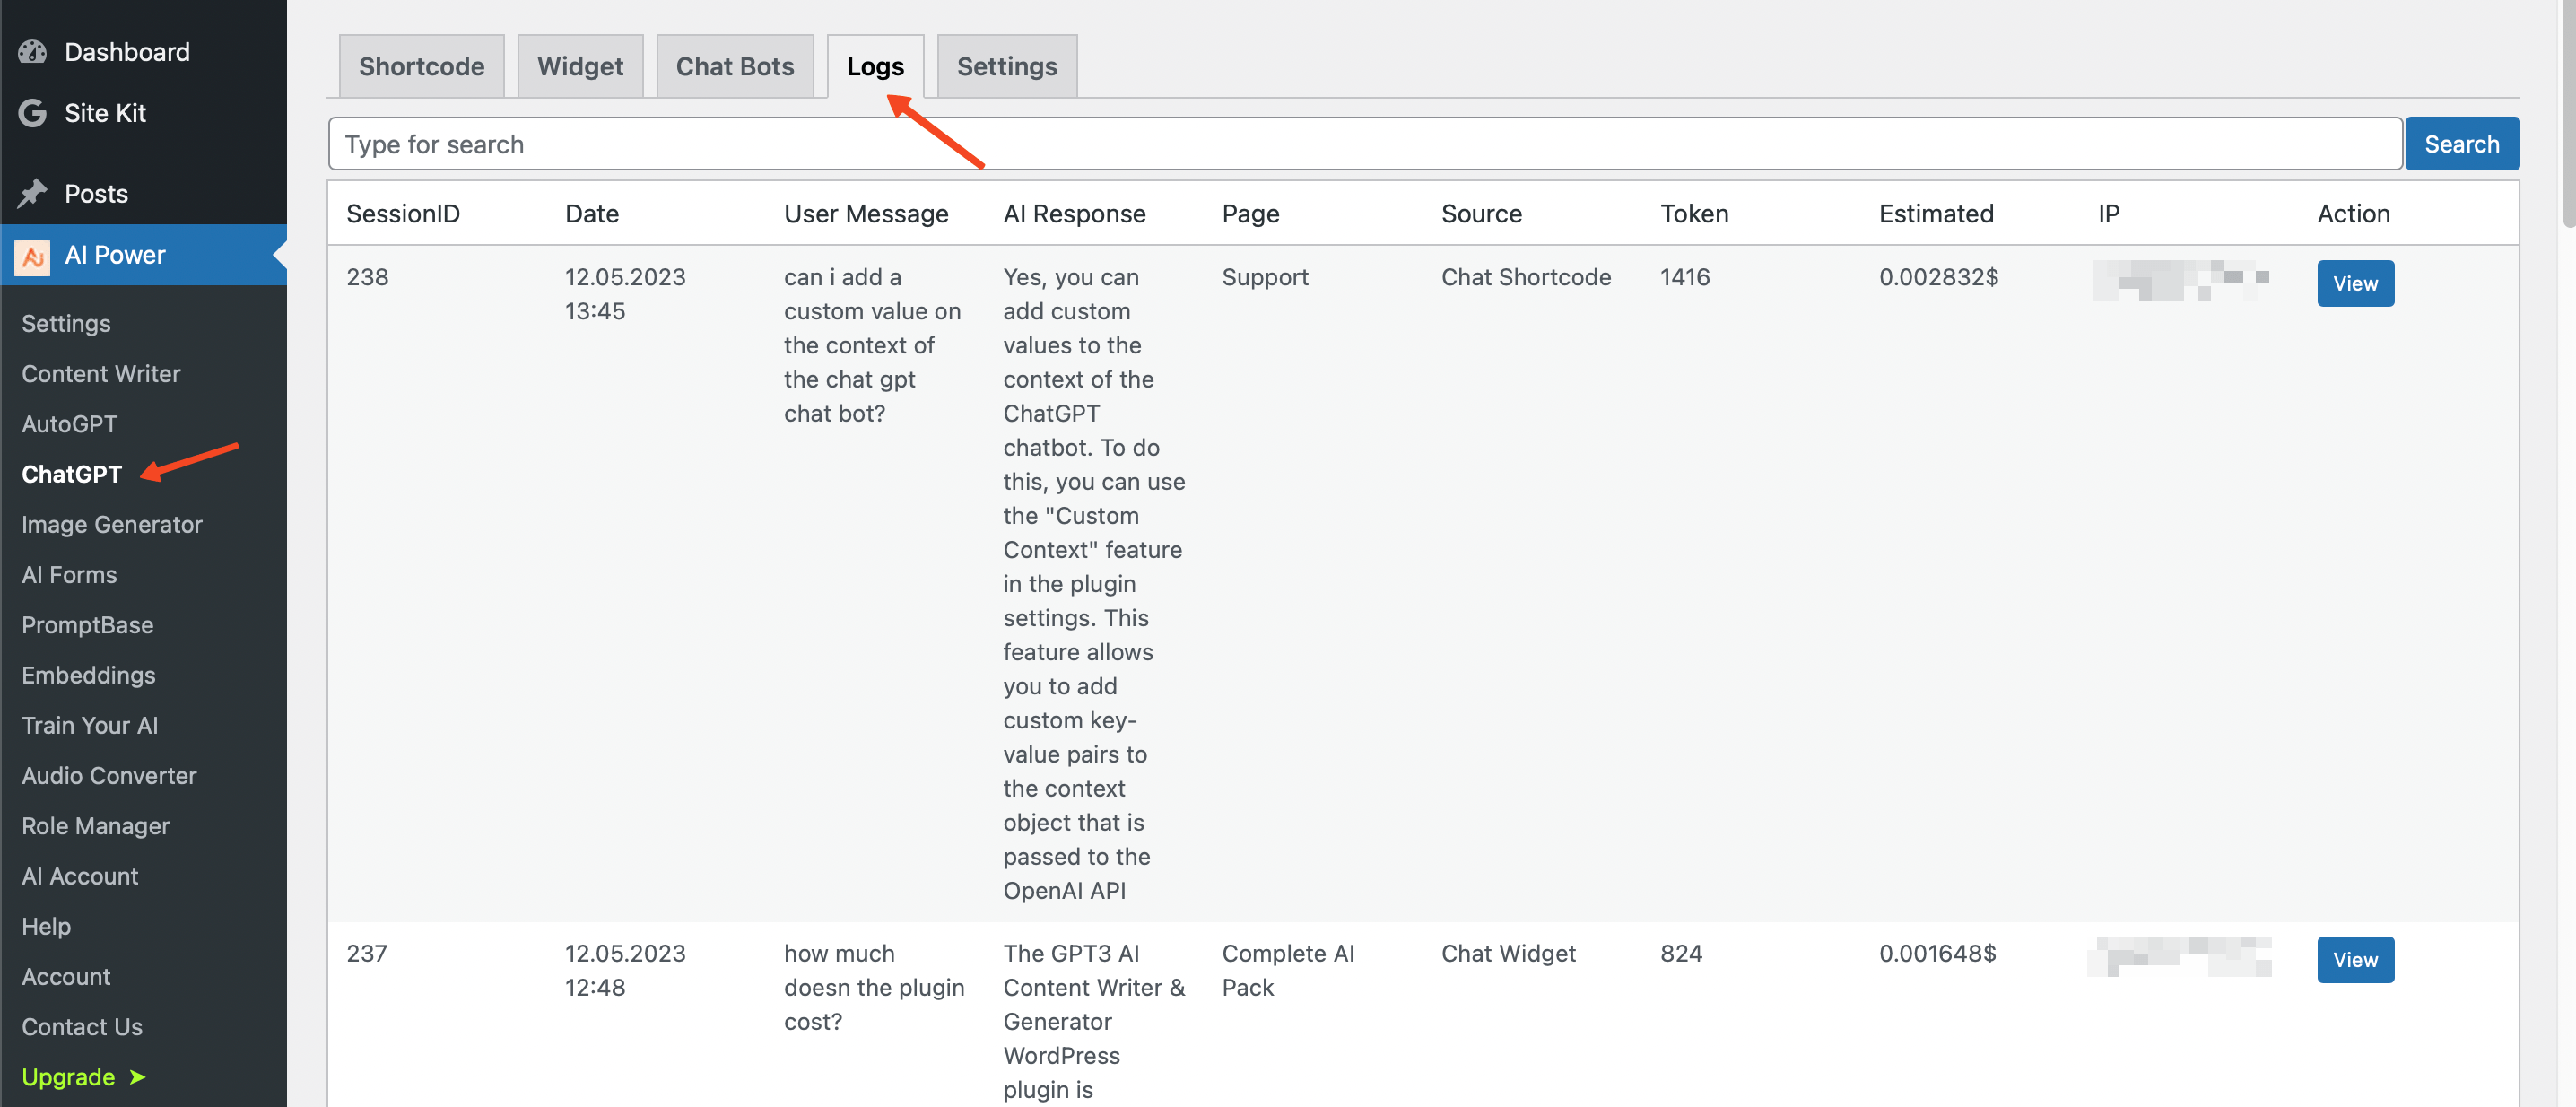 Dashboard
Site Kit
Posts
AI Power
Settings
Content Writer
AutoGPT
ChatGPT
Image Generator
AI Forms
PromptBase
Embeddings
Train Your AI
Audio Converter
Role Manager
AI Account
Help
Account
Contact Us
Upgrade ➤
Shortcode Widget Chat Bots Logs Settings
Type for search Search
SessionID Date User Message AI Response Page Source Token Estimated IP Action
238
12.05.2023
13:45
can i add a
custom value on
the context of
the chat gpt
chat bot?
Yes, you can
add custom
values to the
context of the
ChatGPT
chatbot. To do
this, you can use
the "Custom
Context" feature
in the plugin
settings. This
feature allows
you to add
custom key-
value pairs to
the context
object that is
passed to the
OpenAI API
Support
Chat Shortcode
1416
0.002832$
View
237
12.05.2023
12:48
how much
doesn the plugin
cost?
The GPT3 AI
Content Writer &
Generator
WordPress
plugin is
Complete AI
Pack
Chat Widget
824
0.001648$
View